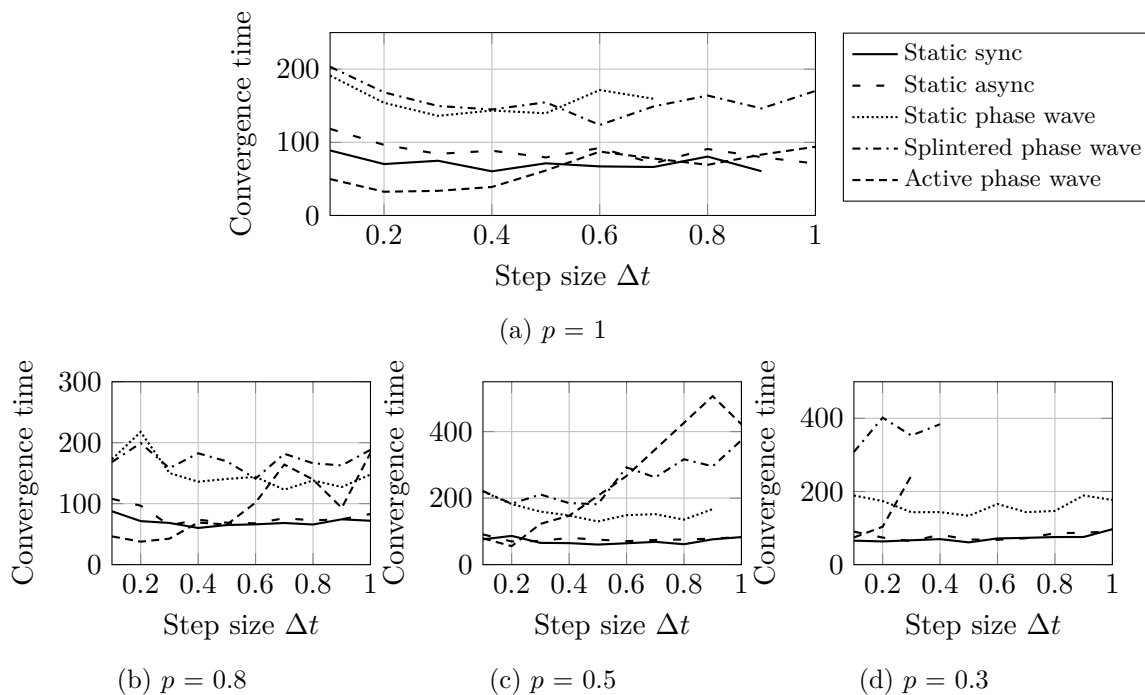 Convergence time
200
100
0
0.2 0.4 0.6 0.8 1
Step size Δt
Static sync
Static async
Static phase wave
Splintered phase wave
Active phase wave
(a) p = 1
Convergence time
300
200
100
0
0.2 0.4 0.6 0.8 1
Step size Δt
(b) p = 0.8
Convergence time
400
200
0
0.2 0.4 0.6 0.8 1
Step size Δt
(c) p = 0.5
Convergence time
400
200
0
0.2 0.4 0.6 0.8 1
Step size Δt
(d) p = 0.3